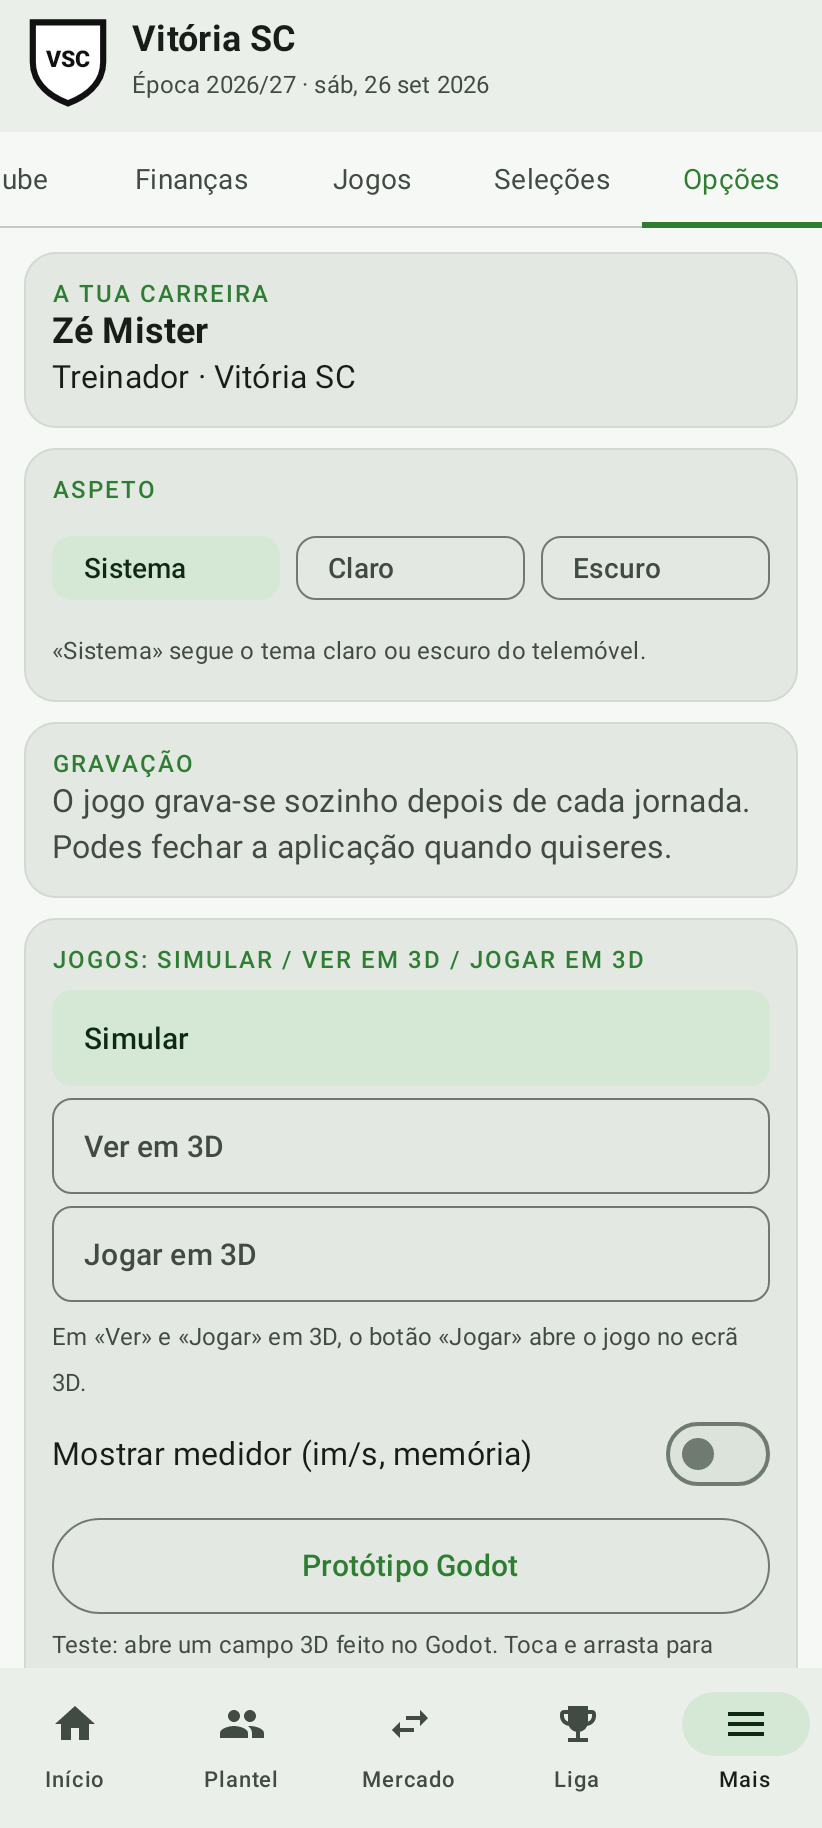 VSC
Vitória SC
Época 2026/27 · sáb, 26 set 2026
ube
Finanças
Jogos
Seleções
Opções
A TUA CARREIRA
Zé Mister
Treinador · Vitória SC
ASPETO
Sistema
Claro
Escuro
«Sistema» segue o tema claro ou escuro do telemóvel.
GRAVAÇÃO
O jogo grava-se sozinho depois de cada jornada.
Podes fechar a aplicação quando quiseres.
JOGOS: SIMULAR / VER EM 3D / JOGAR EM 3D
Simular
Ver em 3D
Jogar em 3D
Em «Ver» e «Jogar» em 3D, o botão «Jogar» abre o jogo no ecrã
3D.
Mostrar medidor (im/s, memória)
Protótipo Godot
Teste: abre um campo 3D feito no Godot. Toca e arrasta para
Início
Plantel
Mercado
Liga
Mais